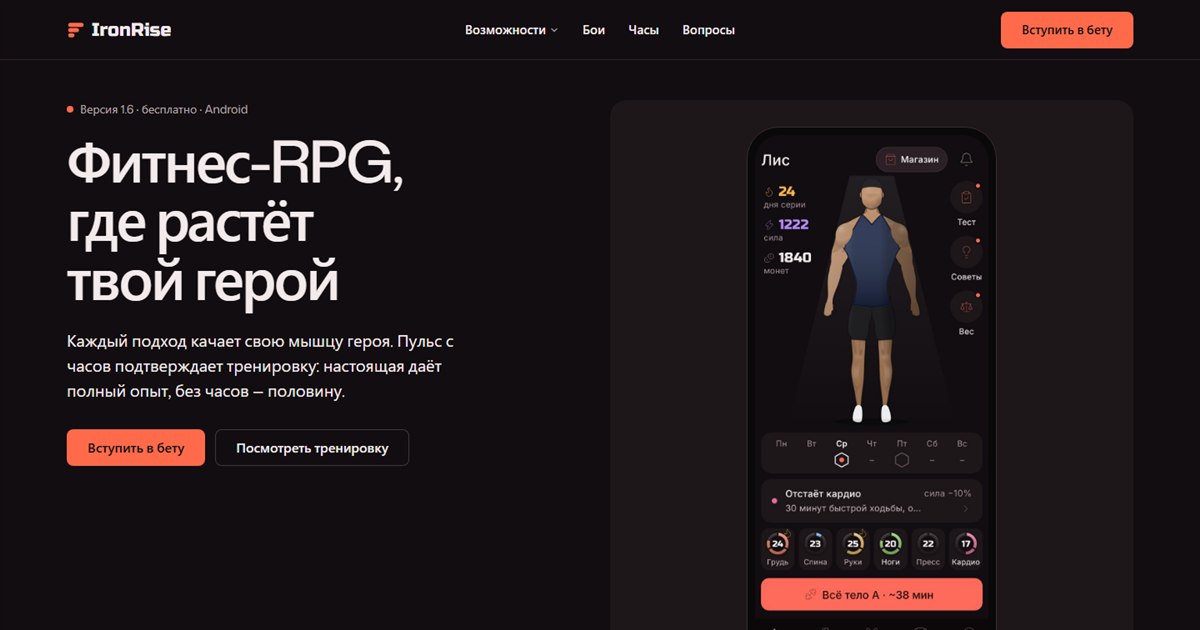 IronRise
Возможности
Бои
Часы
Вопросы
Вступить в бету
Версия 1.6 · бесплатно · Android
Фитнес-RPG,
где растёт
твой герой
Каждый подход качает свою мышцу героя. Пульс с
часов подтверждает тренировку: настоящая даёт
полный опыт, без часов — половину.
Вступить в бету
Посмотреть тренировку
Лис
Магазин
24
дня серии
1222
сила
1840
монет
Тест
Советы
Вес
Пн Вт Ср Чт Пт Сб Вс
– – –
Отстаёт кардио
сила −10%
30 минут быстрой ходьбы, о...
24 23 25 20 22 17
Грудь Спина Руки Ноги Пресс Кардио
Всё тело А · ~38 мин